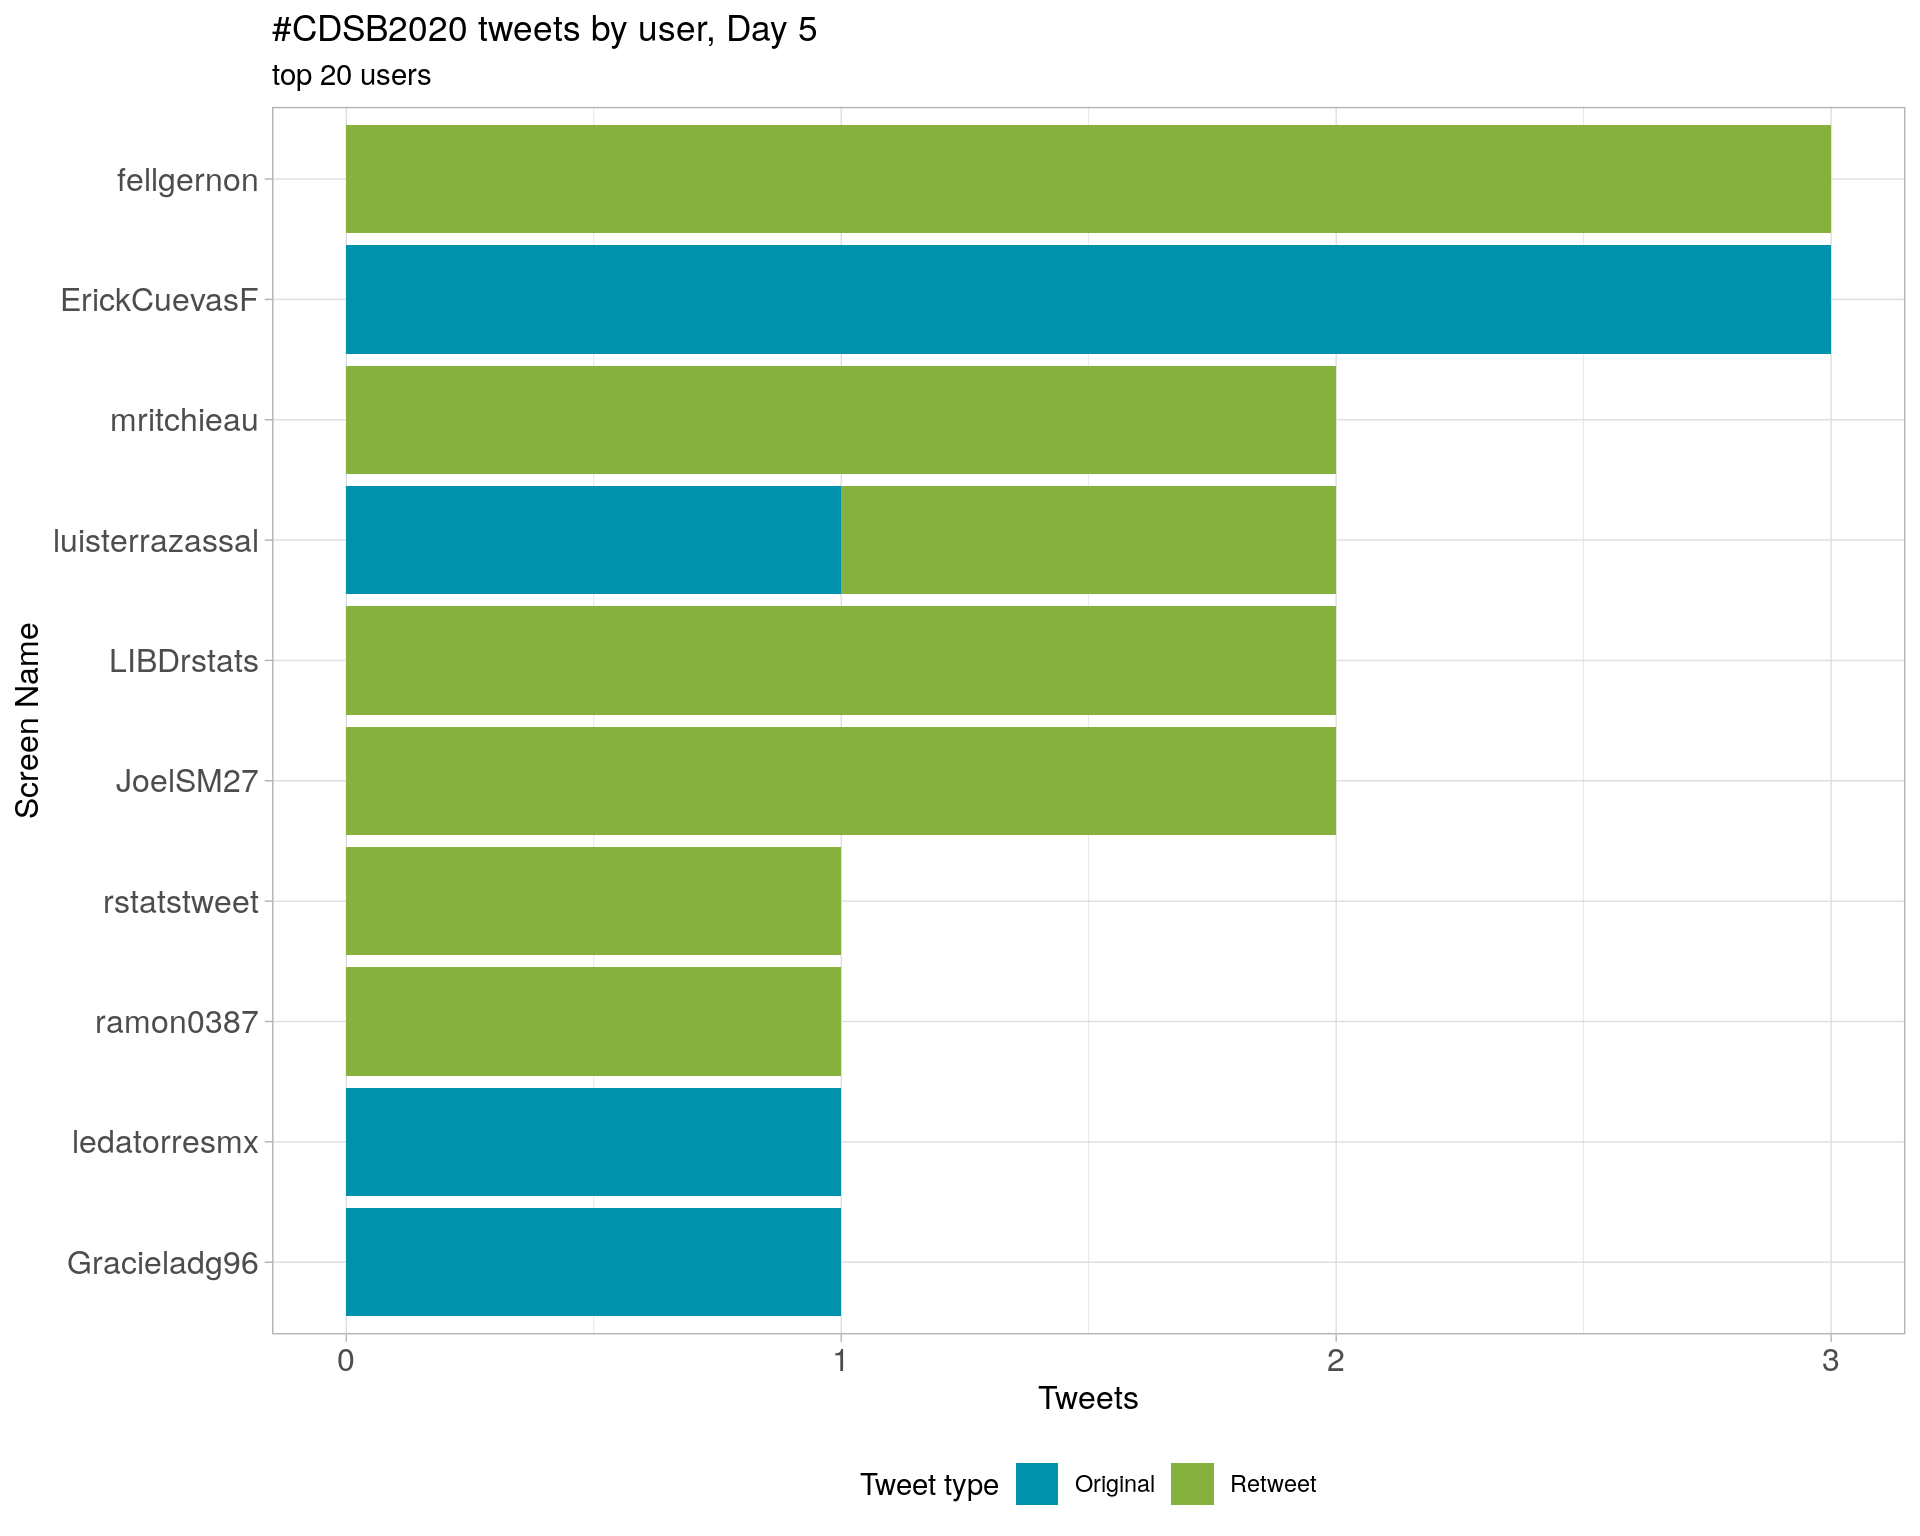 #CDSB2020 tweets by user, Day 5
top 20 users
Screen Name
fellgernon
ErickCuevasF
mritchieau
luisterrazassal
LIBDrstats
JoelSM27
rstatstweet
ramon0387
ledatorresmx
Gracieladg96
0 1 2 3
Tweets
Tweet type Original Retweet